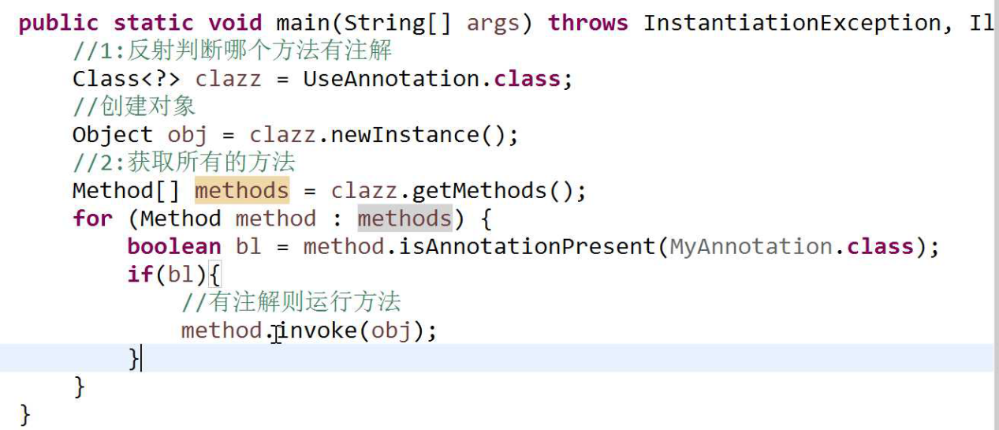 public static void main(String[] args) throws InstantiationException, Il
//1:反射判断哪个方法有注解
Class<?> clazz = UseAnnotation.class;
//创建对象
Object obj = clazz.newInstance();
//2:获取所有的方法
Method[] methods = clazz.getMethods();
for (Method method : methods) {
boolean bl = method.isAnnotationPresent(MyAnnotation.class);
if(bl){
//有注解则运行方法
method.invoke(obj);
}
}
}